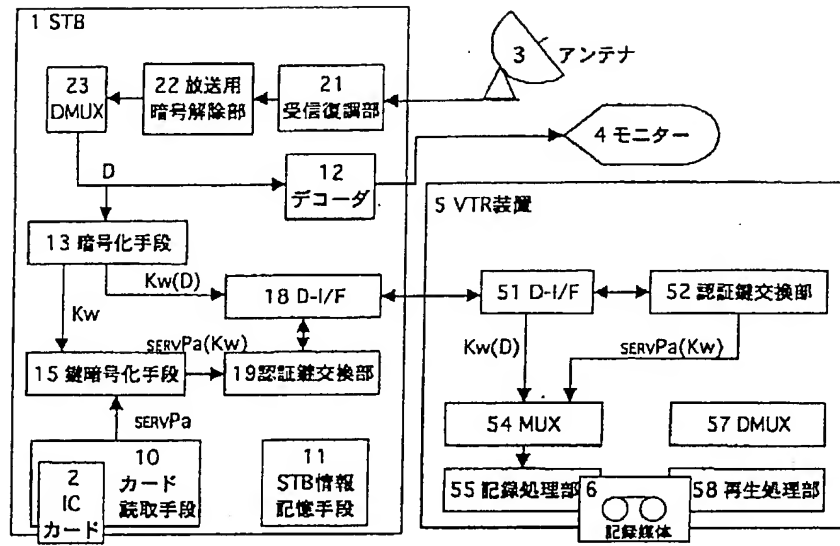 1 STB
23
DMUX
22 放送用
暗号解除部
21
受信復調部
3
アンテナ
4 モニター
D
12
デコーダ
5 VTR装置
13 暗号化手段
Kw(D)
Kw
18 D-I/F
51 D-I/F
52 認証鍵交換部
SERVPa(Kw)
Kw(D)
SERVPa(Kw)
15 鍵暗号化手段
19認証鍵交換部
SERVPa
54 MUX
57 DMUX
10
カード
読取手段
2
IC
カード
11
STB情報
記憶手段
55 記録処理部
6
記録媒体
58 再生処理部